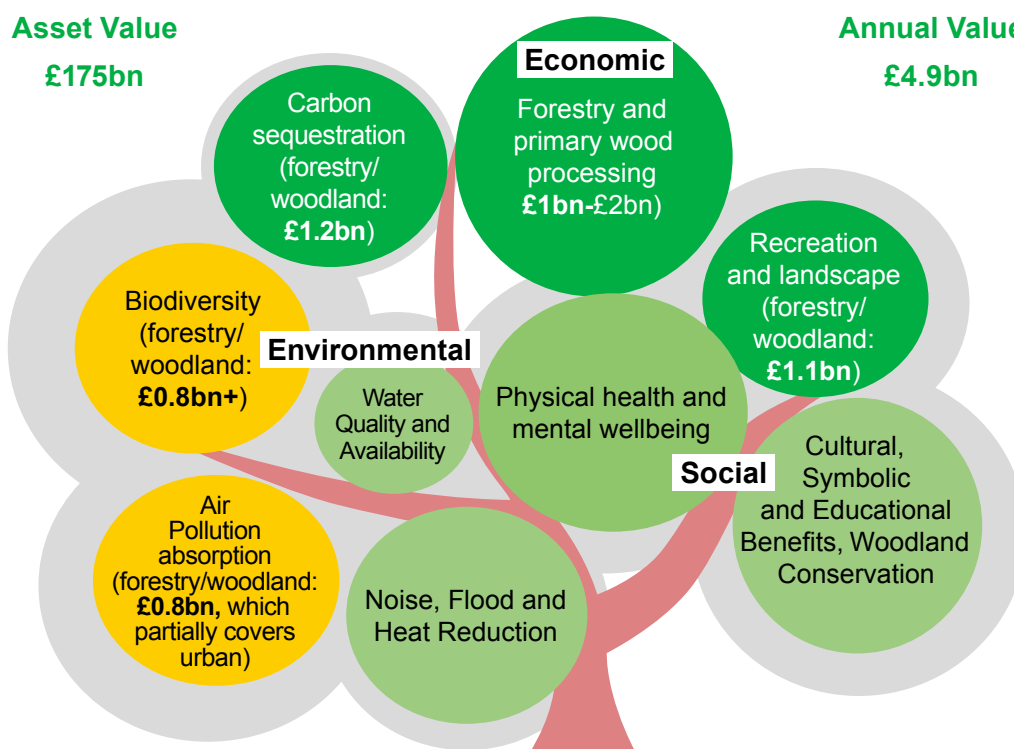 Asset Value
£175bn
Annual Value
£4.9bn
Economic
Forestry and
primary wood
processing
£1bn-£2bn)
Carbon
sequestration
(forestry/
woodland:
£1.2bn)
Recreation
and landscape
(forestry/
woodland:
£1.1bn)
Biodiversity
(forestry/
woodland:
£0.8bn+)
Environmental
Water
Quality and
Availability
Physical health and
mental wellbeing
Social
Cultural,
Symbolic
and Educational
Benefits, Woodland
Conservation
Air
Pollution
absorption
(forestry/woodland:
£0.8bn, which
partially covers
urban)
Noise, Flood and
Heat Reduction